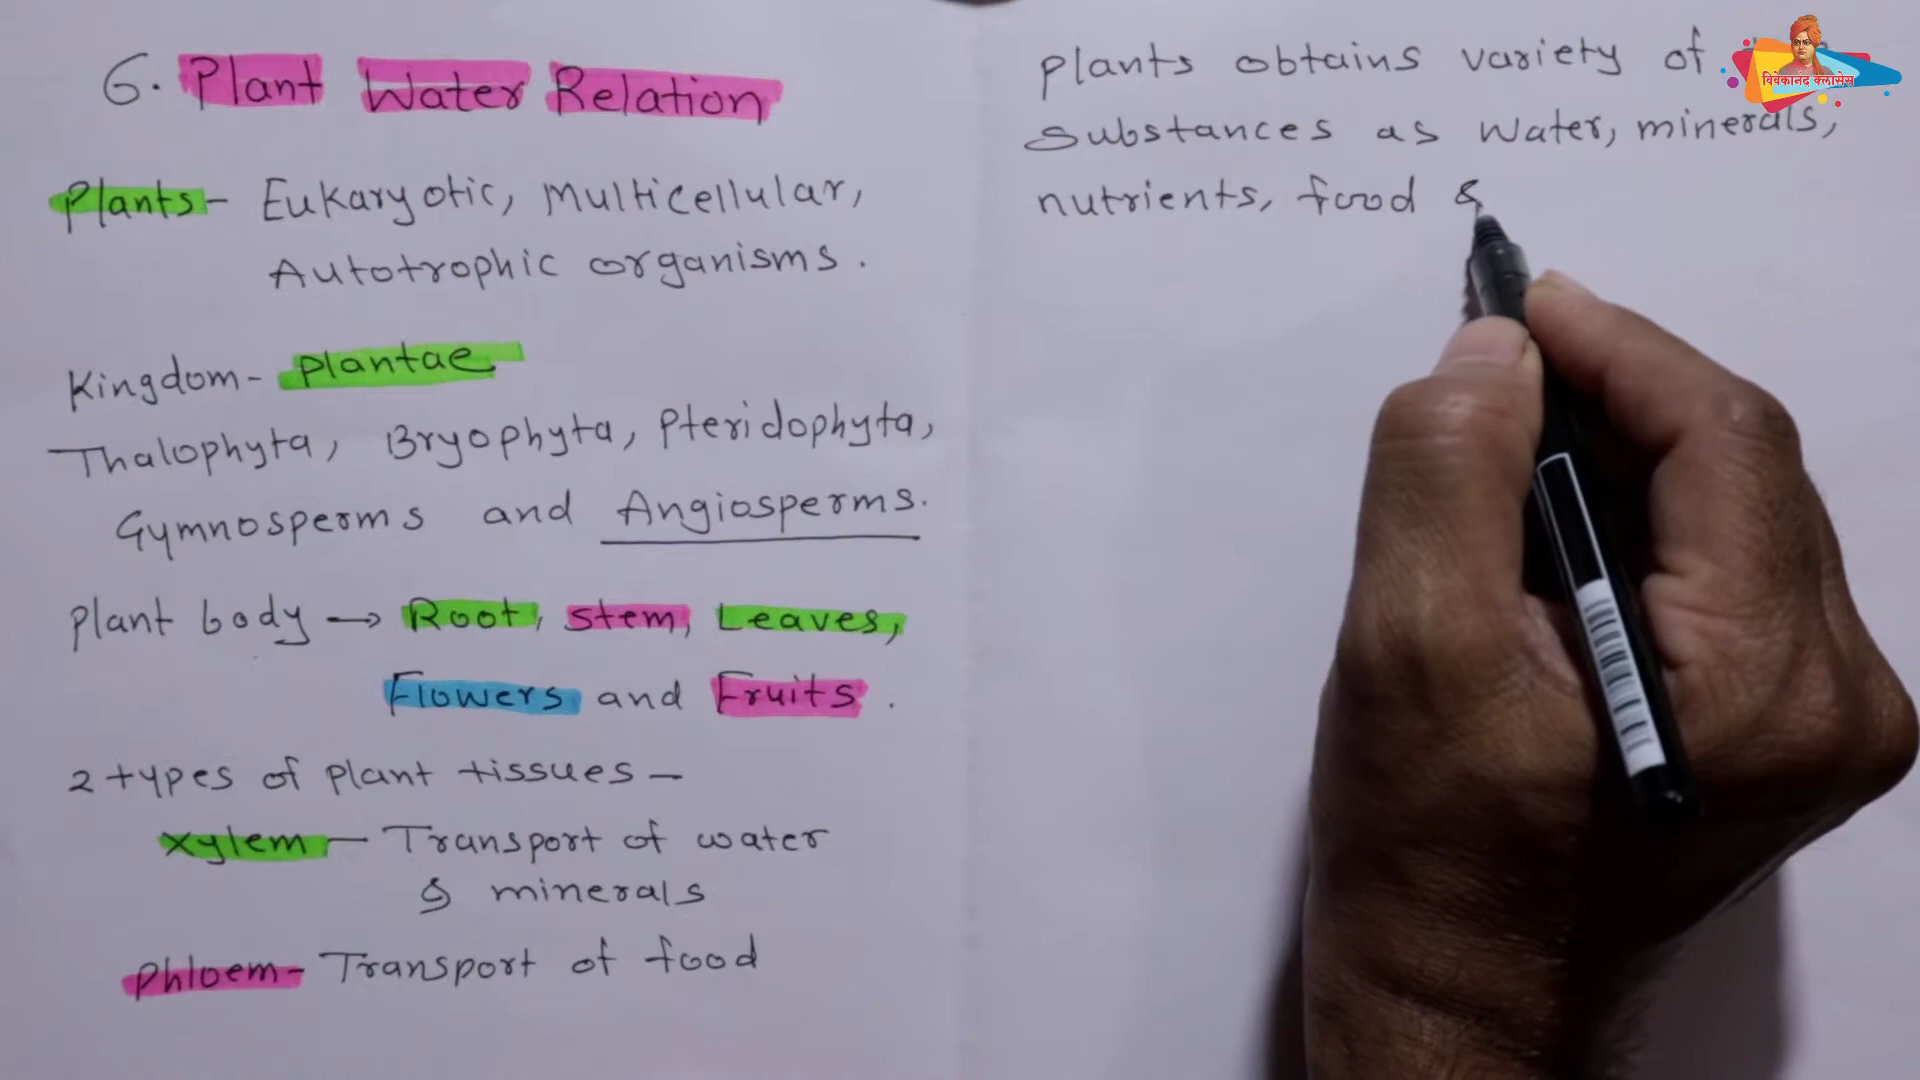 6. Plant Water Relation
Plants - Eukaryotic, Multicellular,
Autotrophic organisms.
Kingdom - Plantae
Thalophyta, Bryophyta, Pteridophyta,
Gymnosperms and Angiosperms.
Plant body → Root, Stem, Leaves,
Flowers and Fruits.
2 types of Plant tissues -
Xylem - Transport of water
& minerals
Phloem - Transport of food
Plants obtains variety of
substances as water, minerals,
nutrients, food &
विवेकानंद क्लासेस